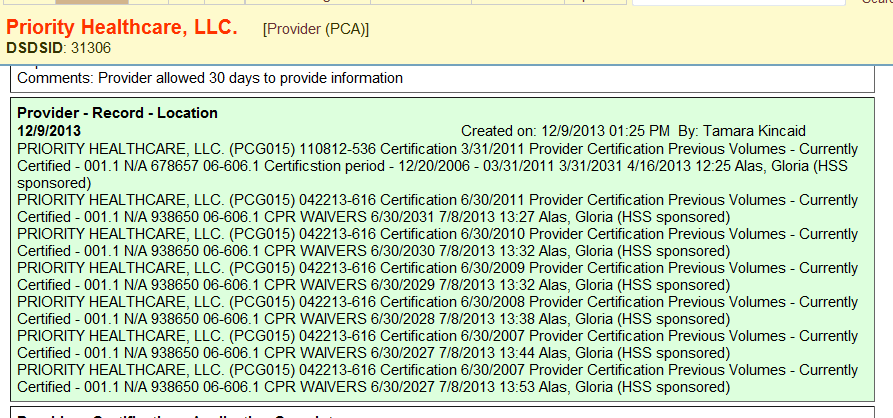 Priority Healthcare, LLC. [Provider (PCA)]
DSDSID: 31306
Comments: Provider allowed 30 days to provide information
Provider - Record - Location
12/9/2013 Created on: 12/9/2013 01:25 PM By: Tamara Kincaid
PRIORITY HEALTHCARE, LLC. (PCG015) 110812-536 Certification 3/31/2011 Provider Certification Previous Volumes - Currently
Certified - 001.1 N/A 678657 06-606.1 Certificstion period - 12/20/2006 - 03/31/2011 3/31/2031 4/16/2013 12:25 Alas, Gloria (HSS
sponsored)
PRIORITY HEALTHCARE, LLC. (PCG015) 042213-616 Certification 6/30/2011 Provider Certification Previous Volumes - Currently
Certified - 001.1 N/A 938650 06-606.1 CPR WAIVERS 6/30/2031 7/8/2013 13:27 Alas, Gloria (HSS sponsored)
PRIORITY HEALTHCARE, LLC. (PCG015) 042213-616 Certification 6/30/2010 Provider Certification Previous Volumes - Currently
Certified - 001.1 N/A 938650 06-606.1 CPR WAIVERS 6/30/2030 7/8/2013 13:32 Alas, Gloria (HSS sponsored)
PRIORITY HEALTHCARE, LLC. (PCG015) 042213-616 Certification 6/30/2009 Provider Certification Previous Volumes - Currently
Certified - 001.1 N/A 938650 06-606.1 CPR WAIVERS 6/30/2029 7/8/2013 13:32 Alas, Gloria (HSS sponsored)
PRIORITY HEALTHCARE, LLC. (PCG015) 042213-616 Certification 6/30/2008 Provider Certification Previous Volumes - Currently
Certified - 001.1 N/A 938650 06-606.1 CPR WAIVERS 6/30/2028 7/8/2013 13:38 Alas, Gloria (HSS sponsored)
PRIORITY HEALTHCARE, LLC. (PCG015) 042213-616 Certification 6/30/2007 Provider Certification Previous Volumes - Currently
Certified - 001.1 N/A 938650 06-606.1 CPR WAIVERS 6/30/2027 7/8/2013 13:44 Alas, Gloria (HSS sponsored)
PRIORITY HEALTHCARE, LLC. (PCG015) 042213-616 Certification 6/30/2007 Provider Certification Previous Volumes - Currently
Certified - 001.1 N/A 938650 06-606.1 CPR WAIVERS 6/30/2027 7/8/2013 13:53 Alas, Gloria (HSS sponsored)